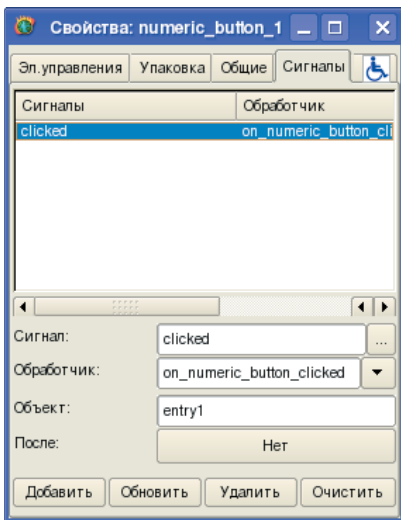 Свойства: numeric_button_1
Эл.управления Упаковка Общие Сигналы
Сигналы Обработчик
clicked on_numeric_button_cli
Сигнал: clicked ...
Обработчик: on_numeric_button_clicked
Объект: entry1
После: Нет
Добавить Обновить Удалить Очистить